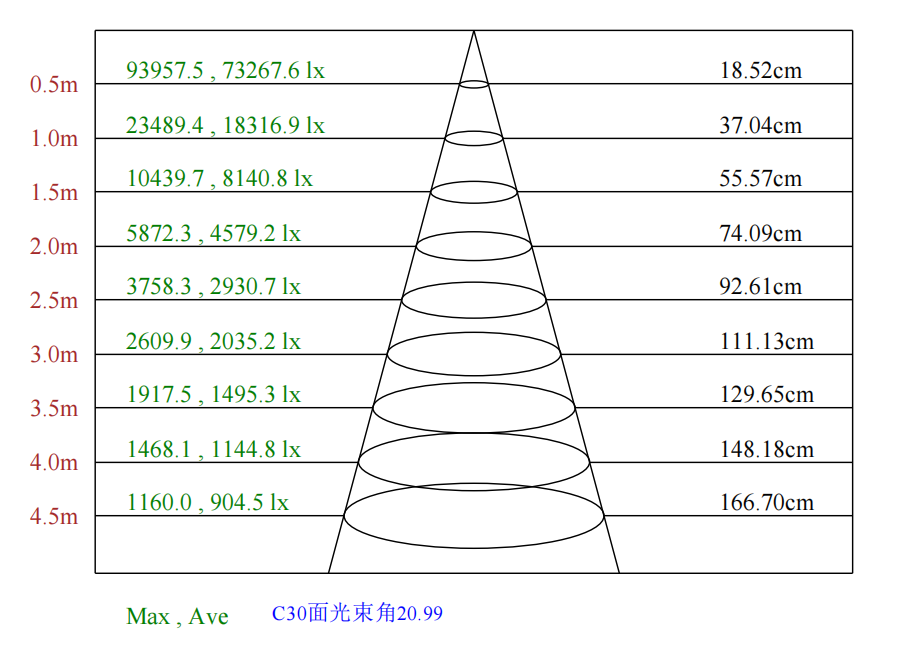 93957.5 , 73267.6 lx 18.52cm
0.5m
23489.4 , 18316.9 lx 37.04cm
1.0m
10439.7 , 8140.8 lx 55.57cm
1.5m
5872.3 , 4579.2 lx 74.09cm
2.0m
3758.3 , 2930.7 lx 92.61cm
2.5m
2609.9 , 2035.2 lx 111.13cm
3.0m
1917.5 , 1495.3 lx 129.65cm
3.5m
1468.1 , 1144.8 lx 148.18cm
4.0m
1160.0 , 904.5 lx 166.70cm
4.5m
Max , Ave C30面光束角20.99